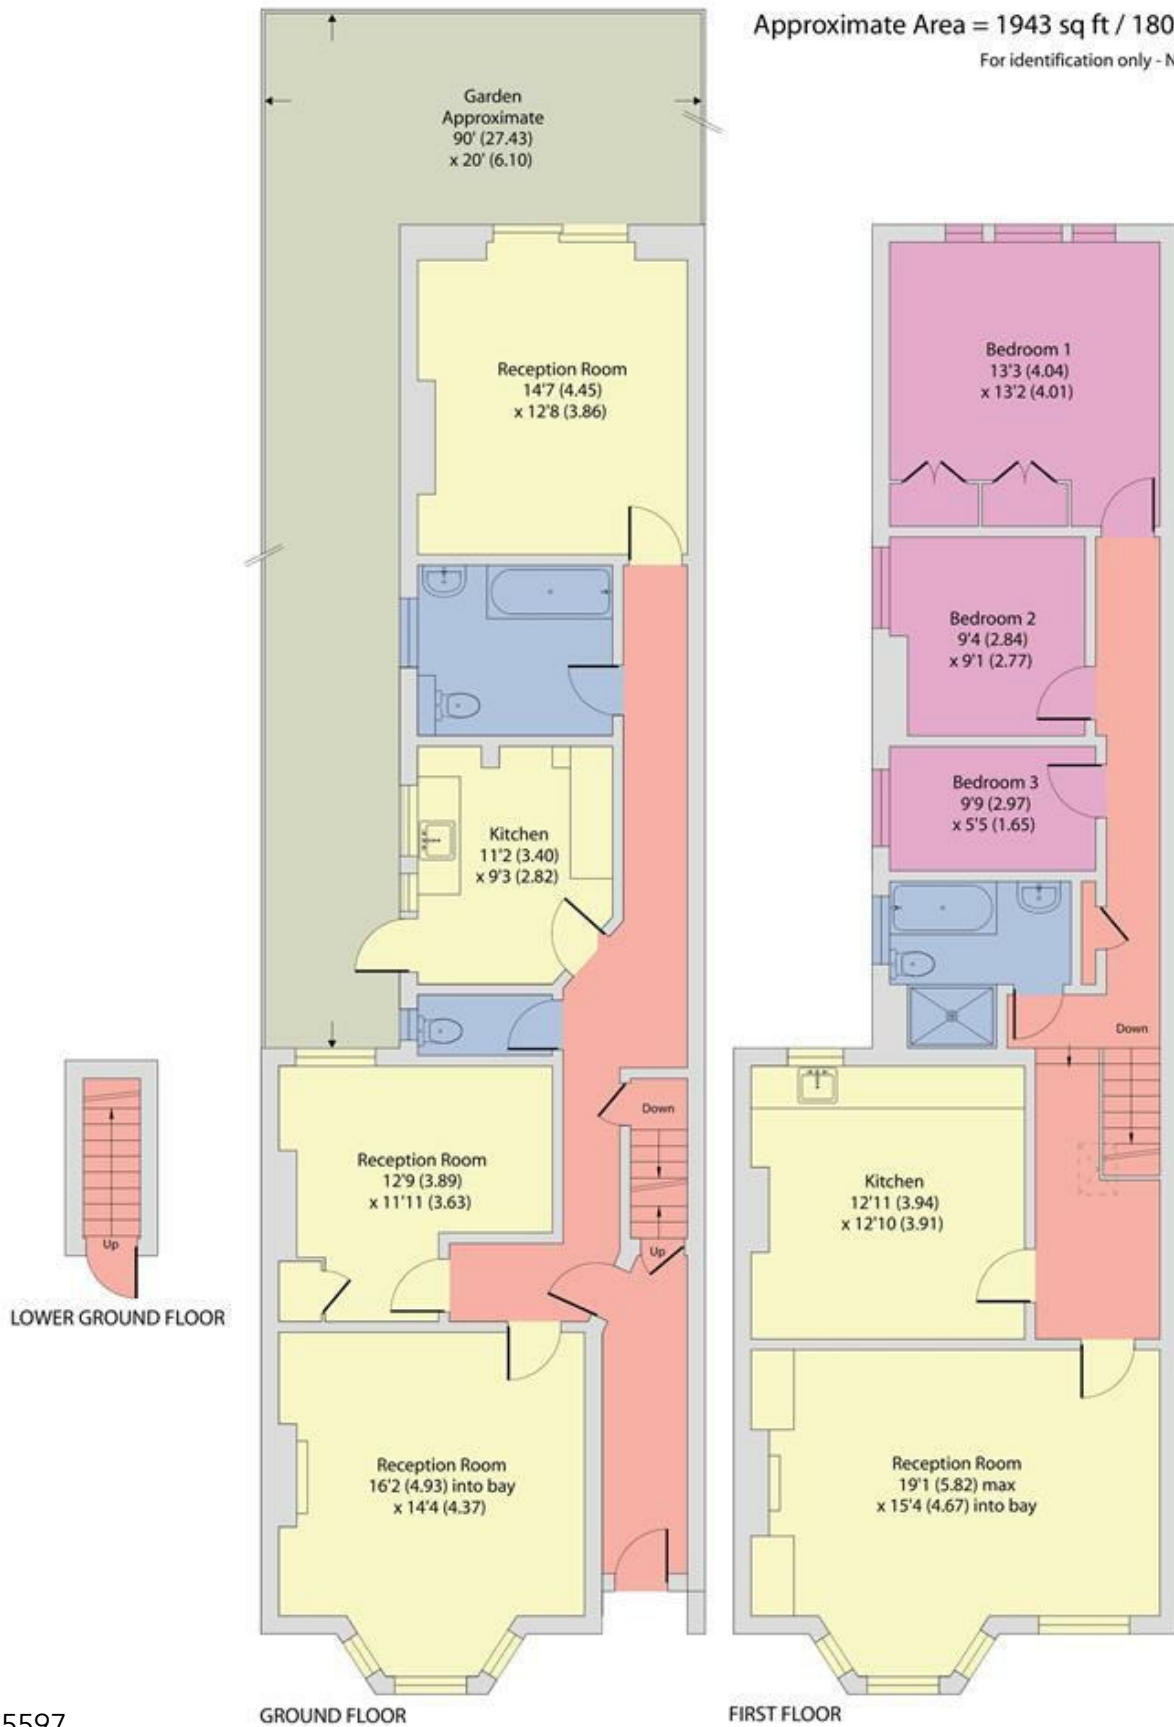 Approximate Area = 1943 sq ft / 180
For identification only - N
Garden
Approximate
90' (27.43)
x 20' (6.10)
Reception Room
14'7 (4.45)
x 12'8 (3.86)
Kitchen
11'2 (3.40)
x 9'3 (2.82)
Down
Reception Room
12'9 (3.89)
x 11'11 (3.63)
Up
Reception Room
16'2 (4.93) into bay
x 14'4 (4.37)
GROUND FLOOR
Up
LOWER GROUND FLOOR
Bedroom 1
13'3 (4.04)
x 13'2 (4.01)
Bedroom 2
9'4 (2.84)
x 9'1 (2.77)
Bedroom 3
9'9 (2.97)
x 5'5 (1.65)
Down
Kitchen
12'11 (3.94)
x 12'10 (3.91)
Reception Room
19'1 (5.82) max
x 15'4 (4.67) into bay
FIRST FLOOR
5597